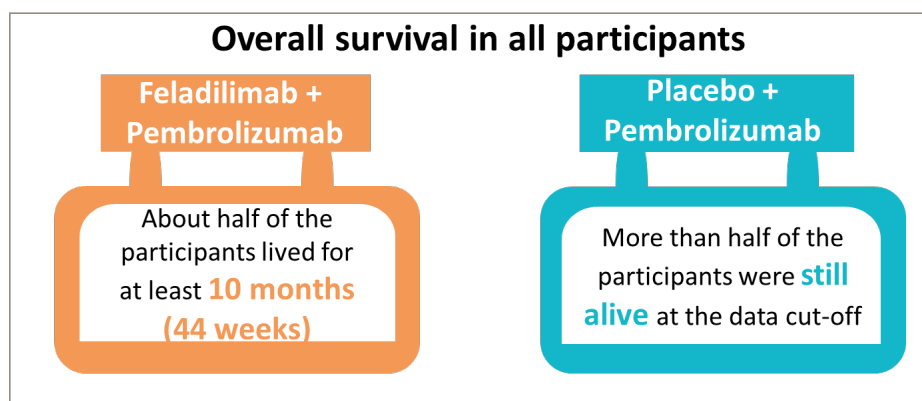 Overall survival in all participants
Feladilimab +
Pembrolizumab
About half of the
participants lived for
at least 10 months
(44 weeks)
Placebo +
Pembrolizumab
More than half of the
participants were still
alive at the data cut-off